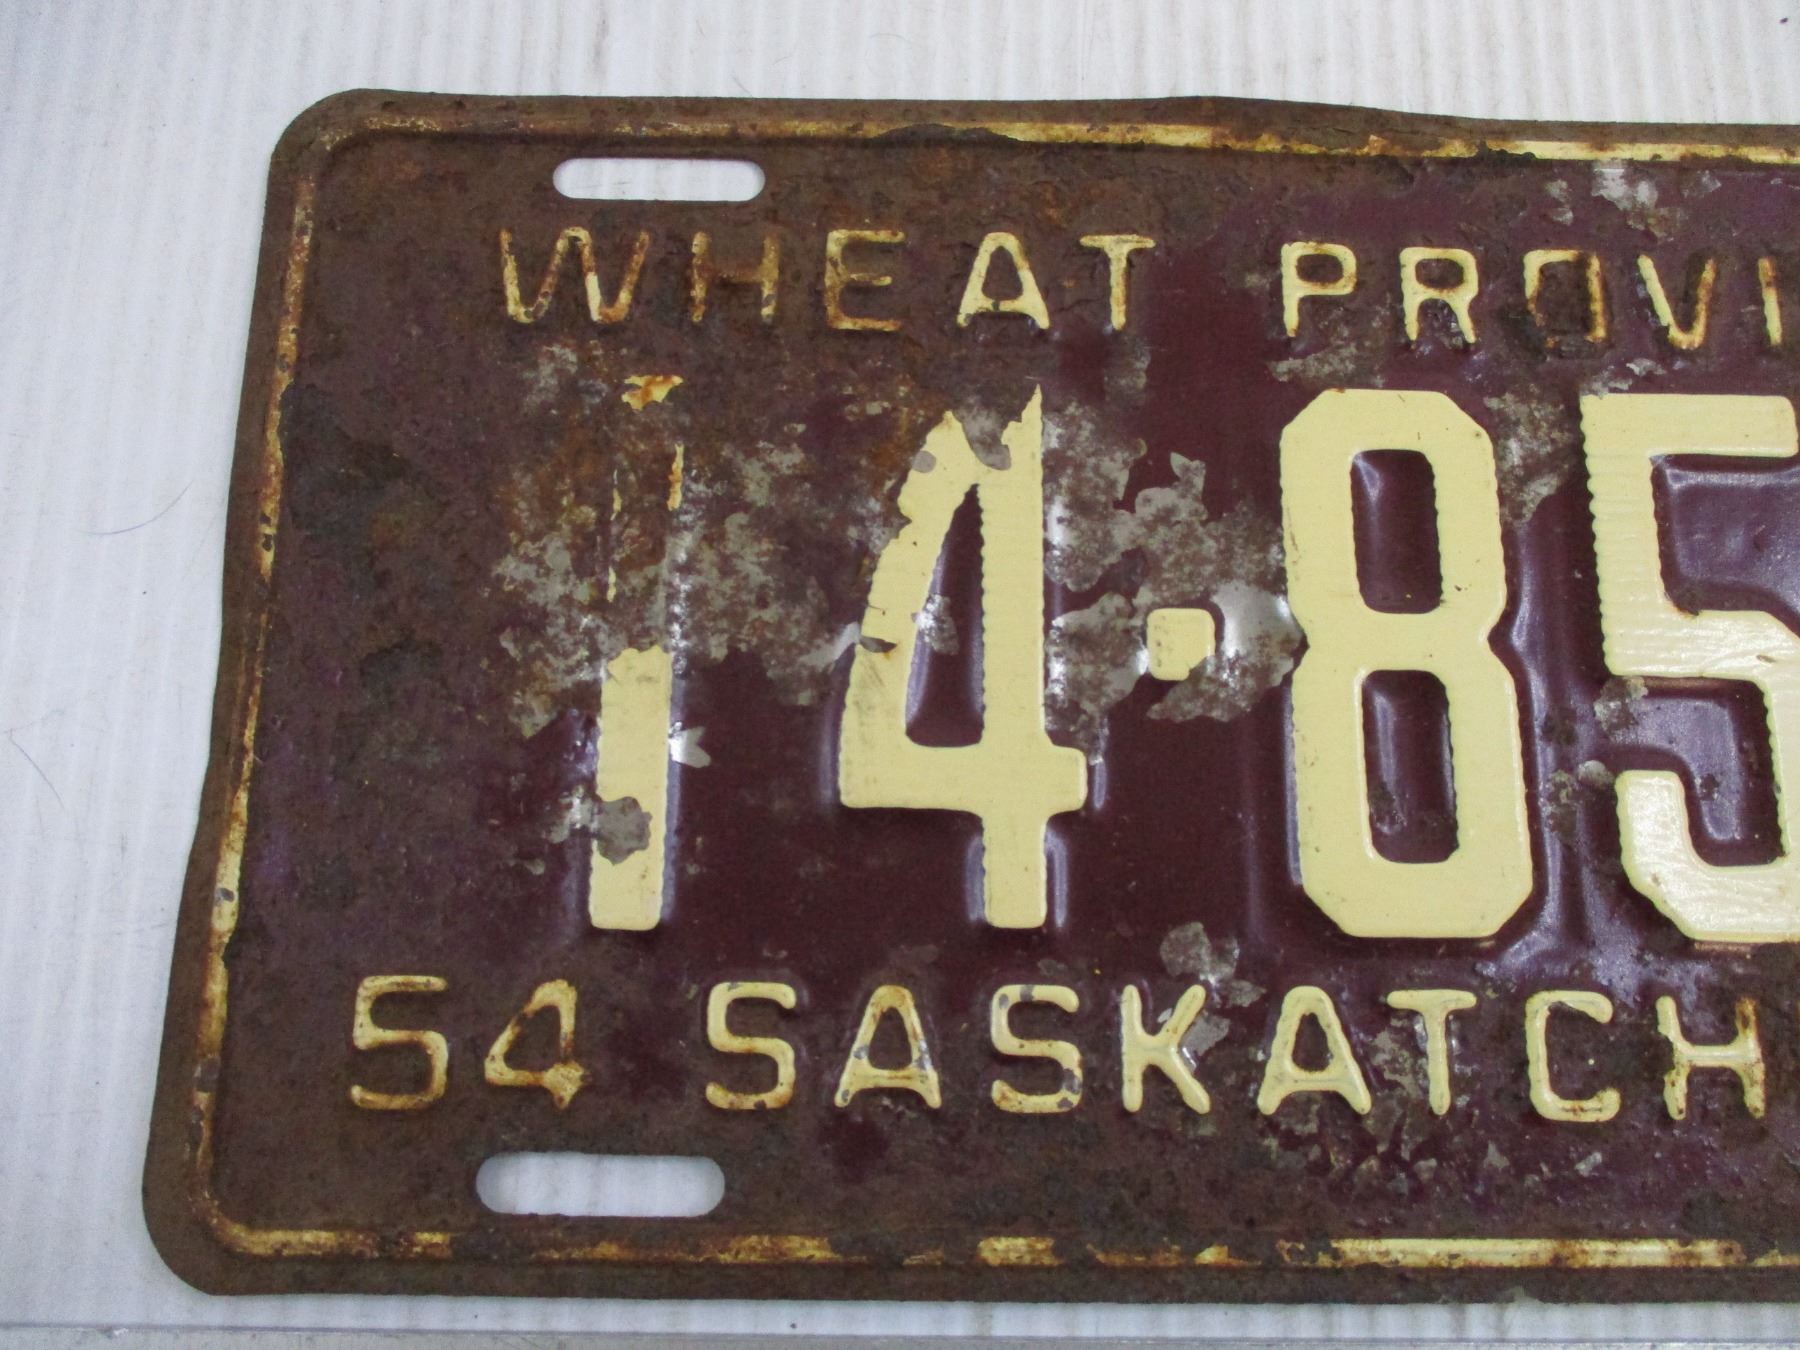 WHEAT PROVI
14·85
54 SASKATCH